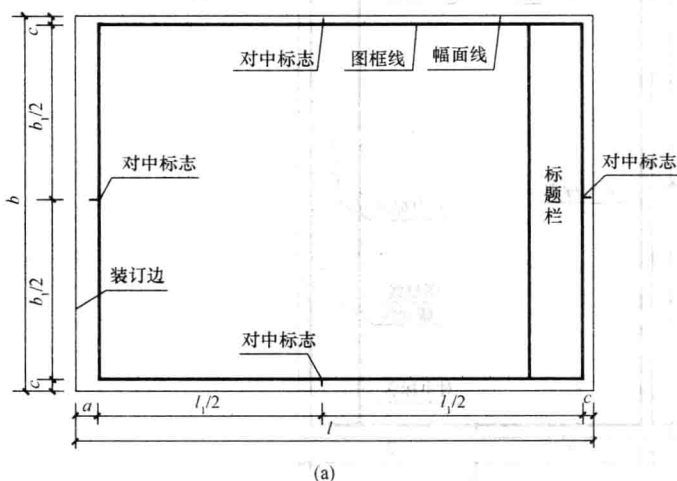 c
对中标志
图框线
幅面线
b₁/2
对中标志
标题栏
对中标志
b
b₁/2
装订边
对中标志
c
a
l₁/2
l₁/2
c
l
(a)